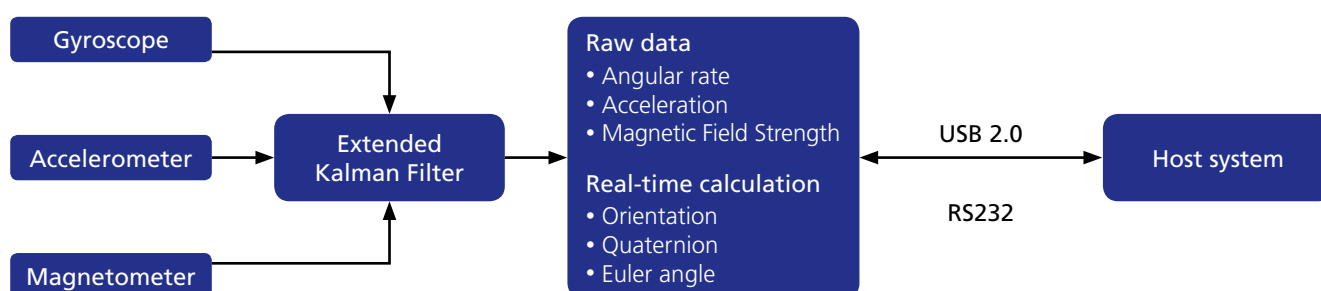 Gyroscope
Accelerometer
Magnetometer
Extended
Kalman Filter
Raw data
• Angular rate
• Acceleration
• Magnetic Field Strength
Real-time calculation
• Orientation
• Quaternion
• Euler angle
USB 2.0
RS232
Host system